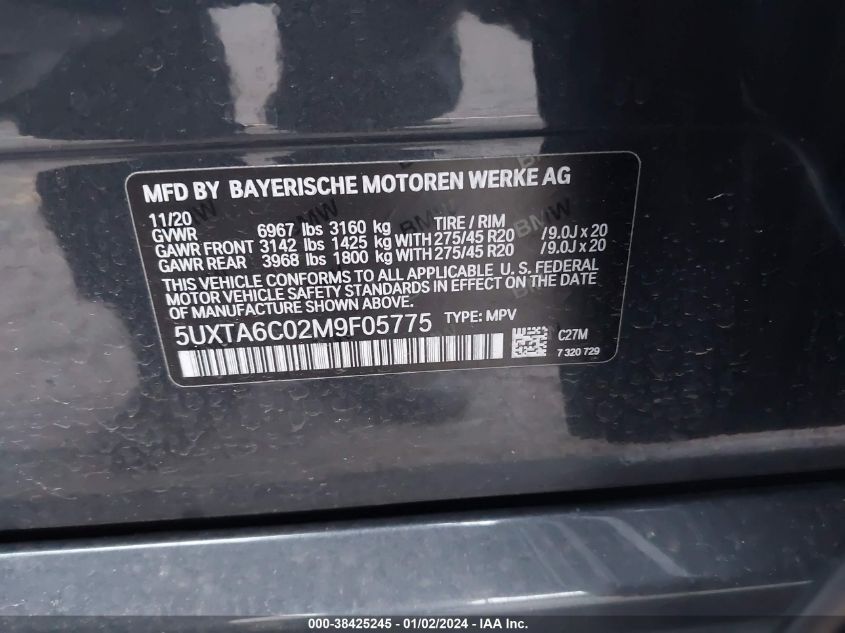 MFD BY BAYERISCHE MOTOREN WERKE AG
11/20
GVWR 6967 lbs 3160 kg TIRE / RIM
GAWR FRONT 3142 lbs 1425 kg WITH 275/45 R20 /9.0J x 20
GAWR REAR 3968 lbs 1800 kg WITH 275/45 R20 /9.0J x 20
THIS VEHICLE CONFORMS TO ALL APPLICABLE, U. S. FEDERAL
MOTOR VEHICLE SAFETY STANDARDS IN EFFECT ON THE DATE
OF MANUFACTURE SHOWN ABOVE.
5UXTA6C02M9F05775 TYPE: MPV
C27M
7 320 729
000-38425245 - 01/02/2024 - IAAI - Copart - Inc.